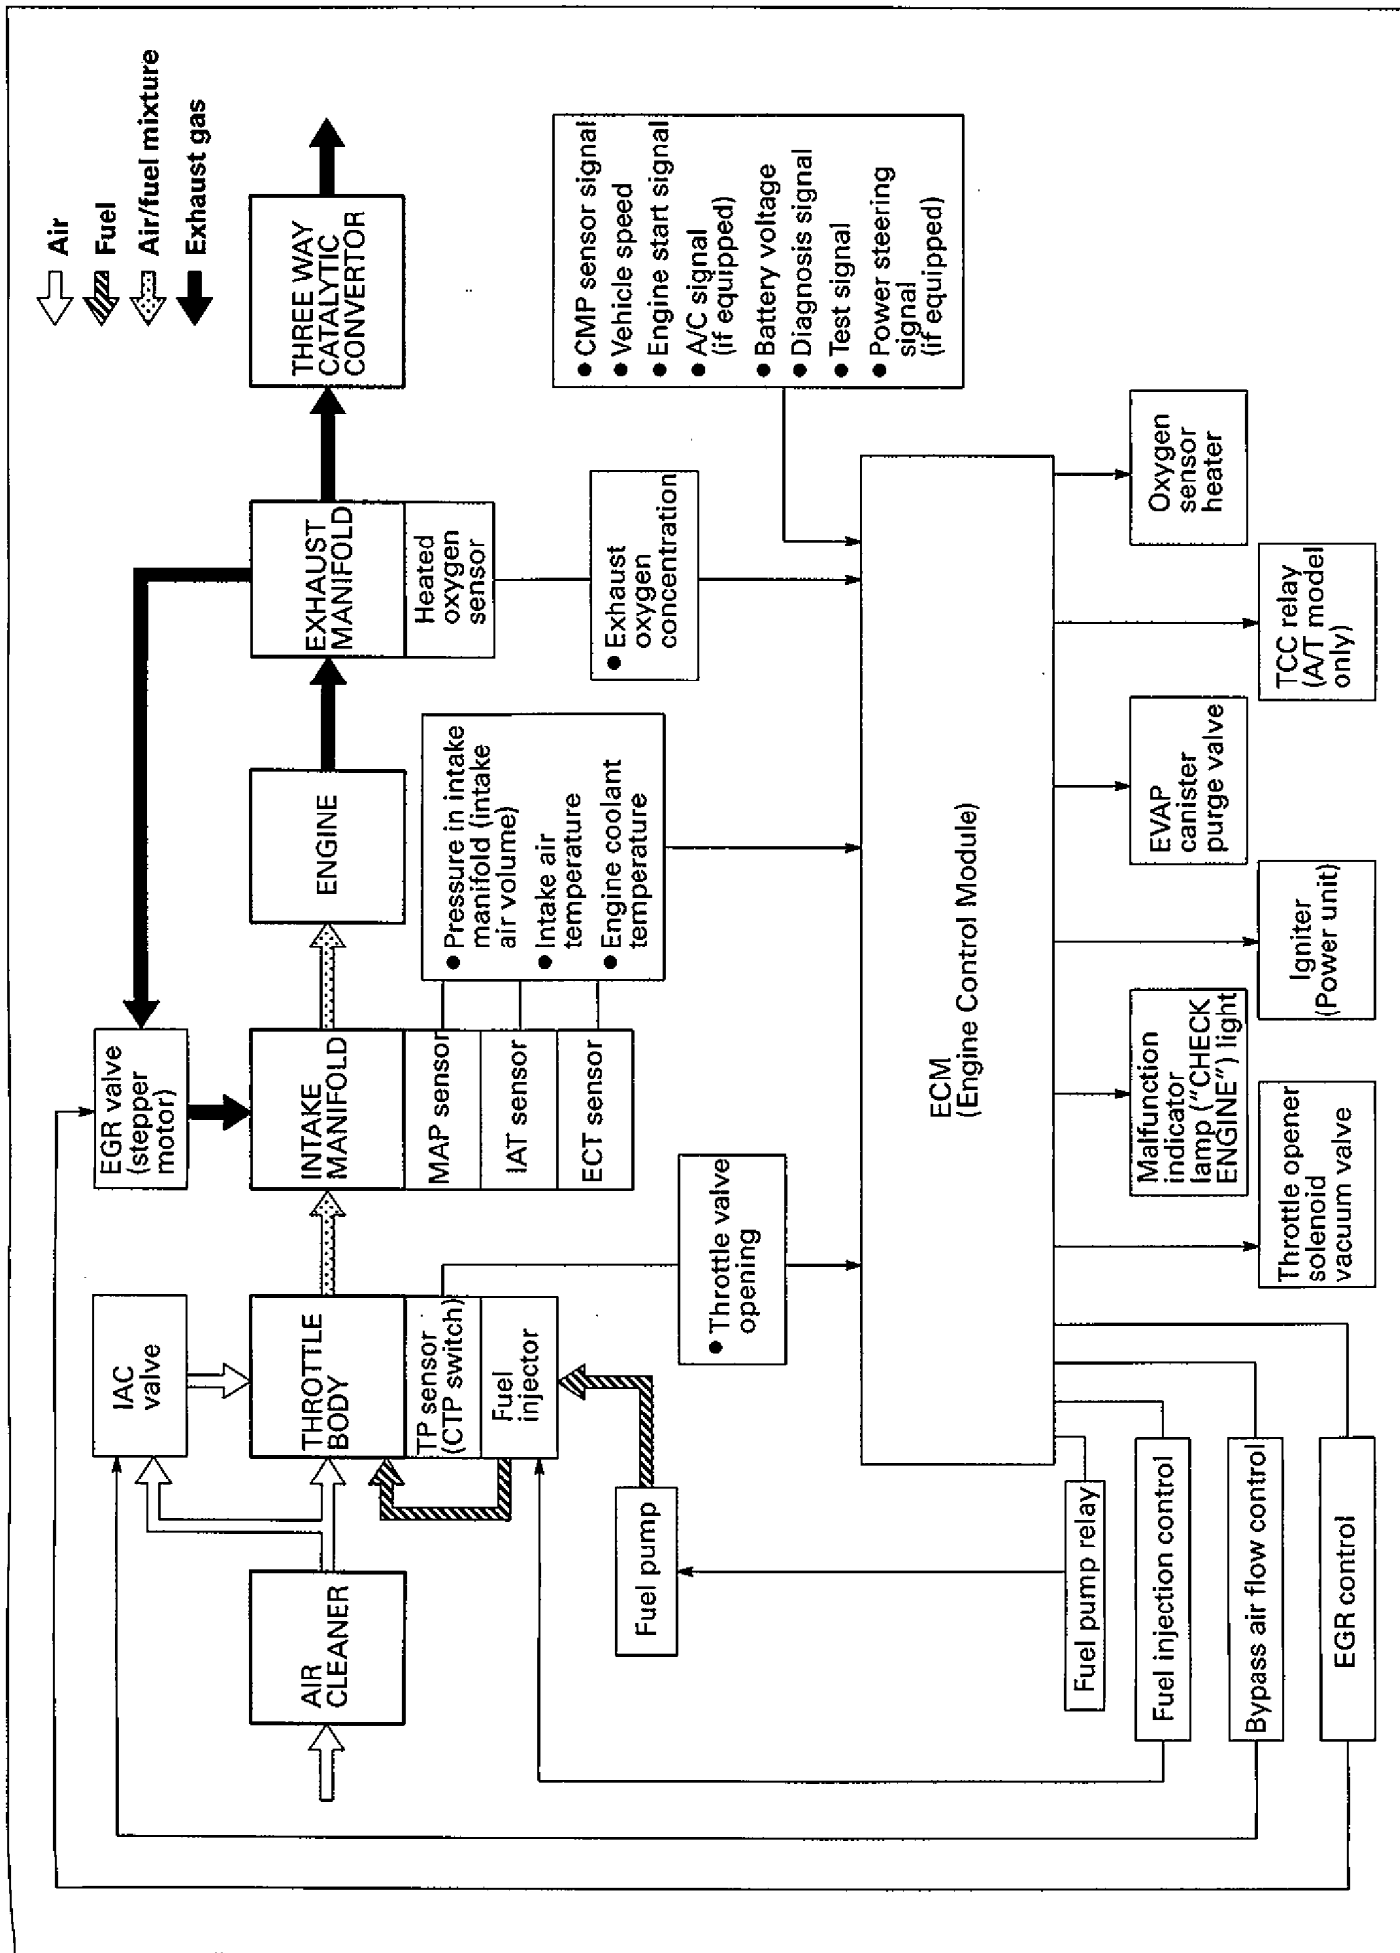 Air
Fuel
Air/fuel mixture
Exhaust gas
IAC
valve
EGR valve
(stepper
motor)
AIR
CLEANER
THROTTLE
BODY
TP sensor
(CTP switch)
Fuel
injector
INTAKE
MANIFOLD
MAP sensor
IAT sensor
ECT sensor
ENGINE
EXHAUST
MANIFOLD
Heated
oxygen
sensor
THREE WAY
CATALYTIC
CONVERTOR
Fuel pump
● Throttle valve
opening
● Pressure in intake
manifold (intake
air volume)
● Intake air
temperature
● Engine coolant
temperature
● Exhaust
oxygen
concentration
● CMP sensor signal
● Vehicle speed
● Engine start signal
● A/C signal
(if equipped)
● Battery voltage
● Diagnosis signal
● Test signal
● Power steering
signal
(if equipped)
ECM
(Engine Control Module)
Fuel pump relay
Fuel injection control
Bypass air flow control
EGR control
Throttle opener
solenoid
vacuum valve
Malfunction
indicator
lamp ("CHECK
ENGINE") light
Igniter
(Power unit)
EVAP
canister
purge valve
TCC relay
(A/T model
only)
Oxygen
sensor
heater